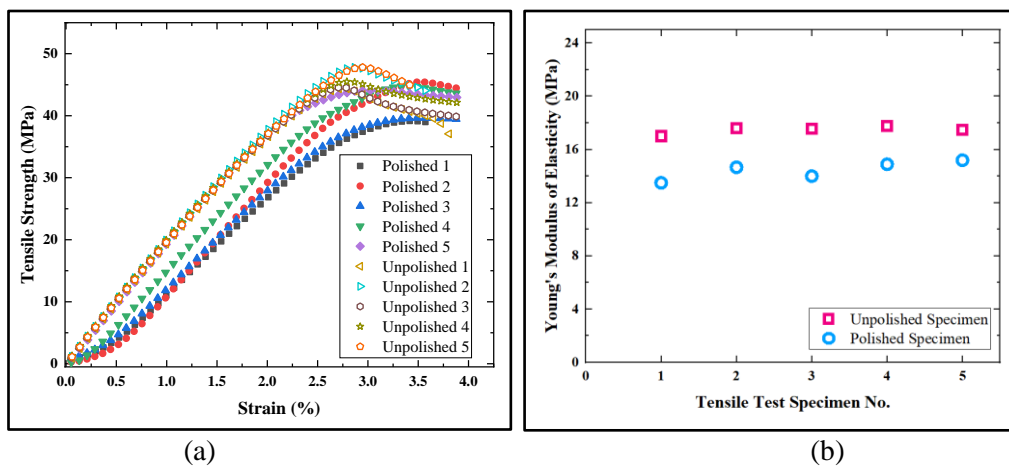 Tensile Strength (MPa)
50
40
30
20
10
0
Polished 1
Polished 2
Polished 3
Polished 4
Polished 5
Unpolished 1
Unpolished 2
Unpolished 3
Unpolished 4
Unpolished 5
0.0 0.5 1.0 1.5 2.0 2.5 3.0 3.5 4.0
Strain (%)
(a)
Young's Modulus of Elasticity (MPa)
24
20
16
12
8
4
0
Unpolished Specimen
Polished Specimen
1 2 3 4 5
Tensile Test Specimen No.
(b)